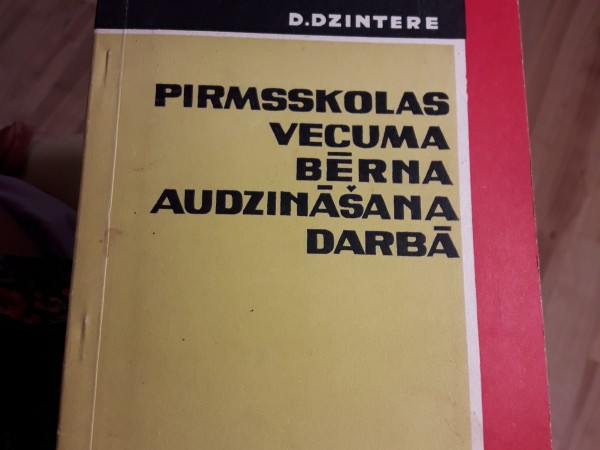 D.DZINTERE
PIRMSSKOLAS
VECUMA
BĒRNA
AUDZINĀŠANA
DARBĀ